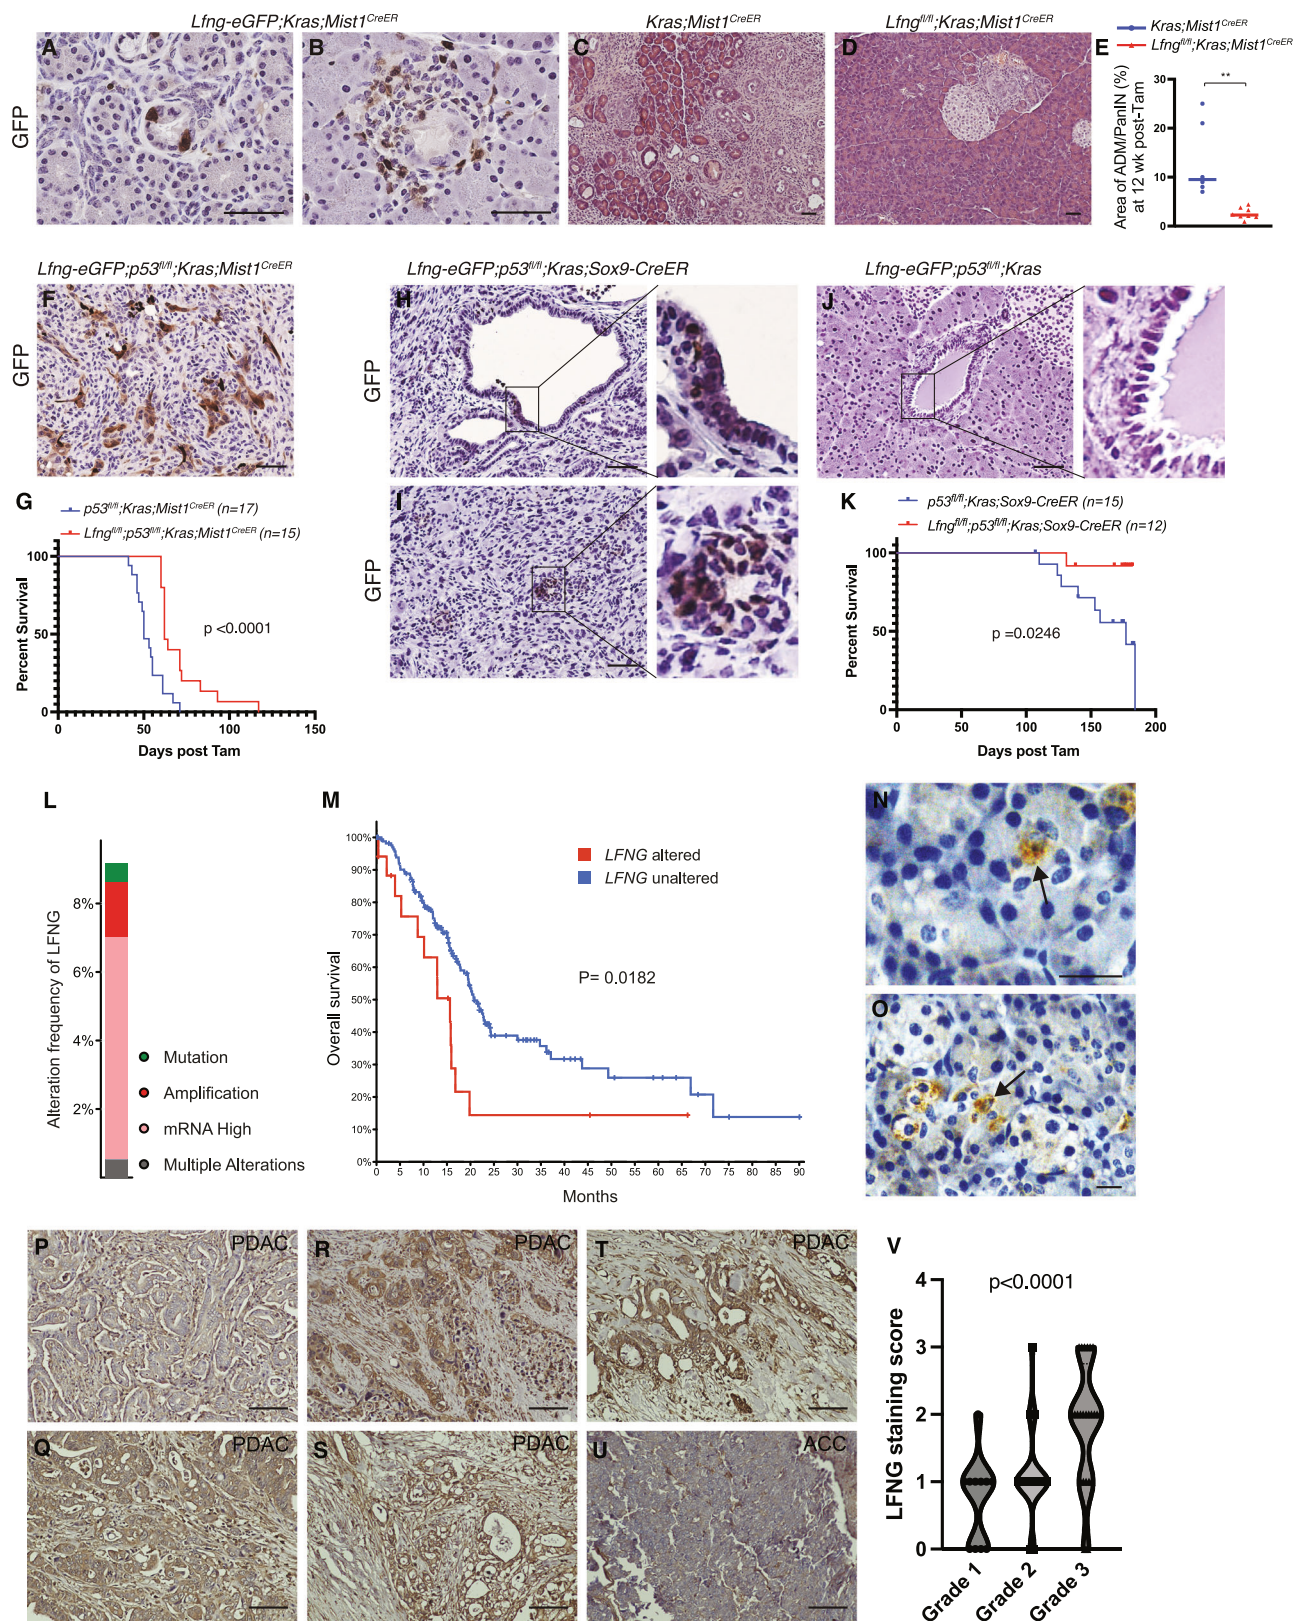 Lfng-eGFP;Kras;Mist1CreER
Kras;Mist1CreER
Lfngfl/fl;Kras;Mist1CreER
Kras;Mist1CreER
Lfngfl/fl;Kras;Mist1CreER
GFP
A
B
C
D
E
Area of ADM/PanIN (%)
at 12 wk post-Tam
30
20
10
0
**
Lfng-eGFP;p53fl/fl;Kras;Mist1CreER
Lfng-eGFP;p53fl/fl;Kras;Sox9-CreER
Lfng-eGFP;p53fl/fl;Kras
GFP
F
GFP
H
J
GFP
I
G
p53fl/fl;Kras;Mist1CreER (n=17)
Lfngfl/fl;p53fl/fl;Kras;Mist1CreER (n=15)
Percent Survival
100
50
0
p <0.0001
0 50 100 150
Days post Tam
K
p53fl/fl;Kras;Sox9-CreER (n=15)
Lfngfl/fl;p53fl/fl;Kras;Sox9-CreER (n=12)
Percent Survival
100
50
0
p =0.0246
0 50 100 150 200
Days post Tam
L
Alteration frequency of LFNG
8%
6%
4%
2%
Mutation
Amplification
mRNA High
Multiple Alterations
M
Overall survival
100%
90%
80%
70%
60%
50%
40%
30%
20%
10%
0%
LFNG altered
LFNG unaltered
P= 0.0182
0 5 10 15 20 25 30 35 40 45 50 55 60 65 70 75 80 85 90
Months
N
O
P PDAC
R PDAC
T PDAC
Q PDAC
S PDAC
U ACC
V
LFNG staining score
p<0.0001
4
3
2
1
0
Grade 1
Grade 2
Grade 3